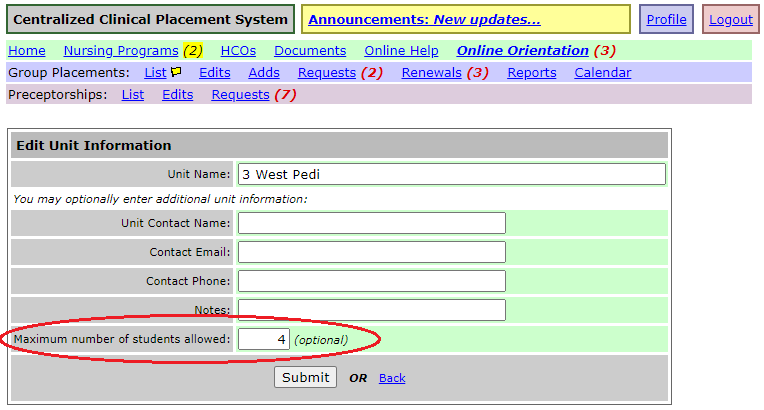 Centralized Clinical Placement System Announcements: New updates... Profile Logout
Home Nursing Programs (2) HCOs Documents Online Help Online Orientation (3)
Group Placements: List Edits Adds Requests (2) Renewals (3) Reports Calendar
Preceptorships: List Edits Requests (7)
Edit Unit Information
Unit Name: 3 West Pedi
You may optionally enter additional unit information:
Unit Contact Name:
Contact Email:
Contact Phone:
Notes:
Maximum number of students allowed: 4 (optional)
Submit OR Back